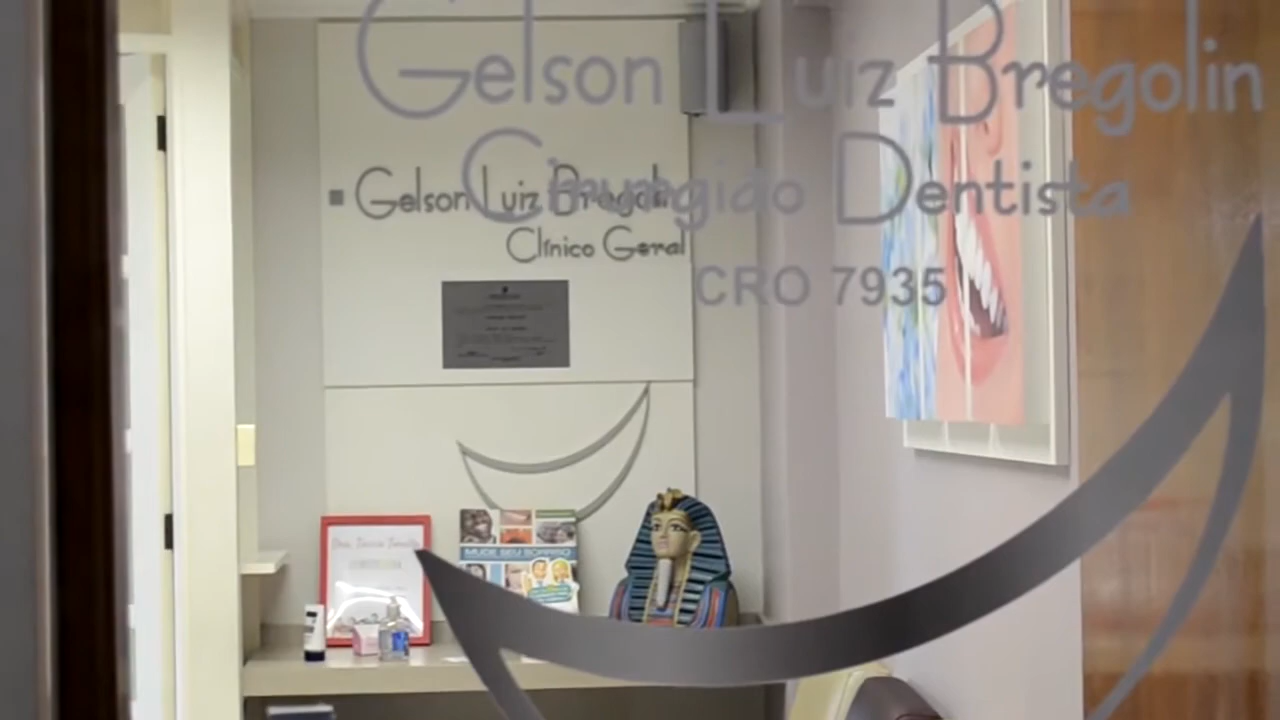 Gelson Luiz Bregolin
Cirurgião Dentista
CRO 7935
Gelson Luiz Bregolin
Clínico Geral
MUDE SEU SORRISO